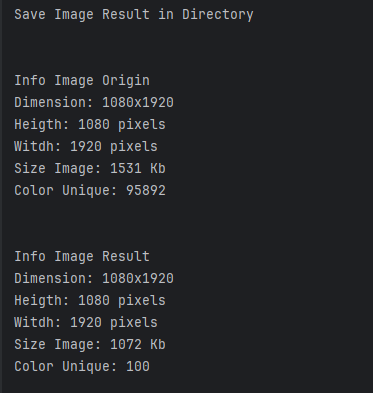 Save Image Result in Directory
Info Image Origin
Dimension: 1080x1920
Heigth: 1080 pixels
Witdh: 1920 pixels
Size Image: 1531 Kb
Color Unique: 95892
Info Image Result
Dimension: 1080x1920
Heigth: 1080 pixels
Witdh: 1920 pixels
Size Image: 1072 Kb
Color Unique: 100